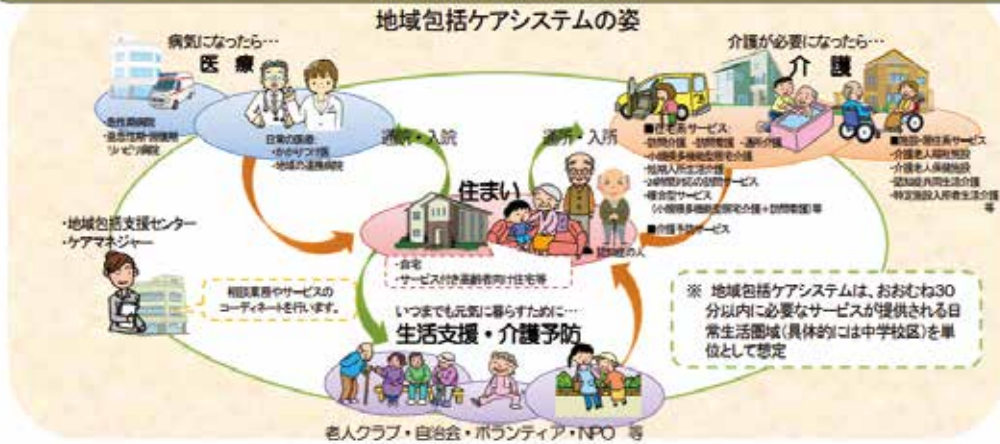 地域包括ケアシステムの姿
病気になったら…
医療
・急性期病院
・亜急性期・回復期
リハビリ病院
日常の医療:
・かかりつけ医
・地域の連携病院
通院・入院
介護が必要になったら…
介護
通所・入所
■在宅系サービス:
・訪問介護 ・訪問看護 ・通所介護
・小規模多機能型居宅介護
・短期入所生活介護
・24時間対応の訪問サービス
・複合型サービス
(小規模多機能型居宅介護+訪問看護)等
■介護予防サービス
■施設・居住系サービス
・介護老人福祉施設
・介護老人保健施設
・認知症共同生活介護
・特定施設入所者生活介護
等
住まい
認知症の人
・自宅
・サービス付き高齢者向け住宅等
・地域包括支援センター
・ケアマネジャー
相談業務やサービスの
コーディネートを行います。
いつまでも元気に暮らすために…
生活支援・介護予防
老人クラブ・自治会・ボランティア・NPO 等
※ 地域包括ケアシステムは、おおむね30
分以内に必要なサービスが提供される日
常生活圏域(具体的には中学校区)を単
位として想定